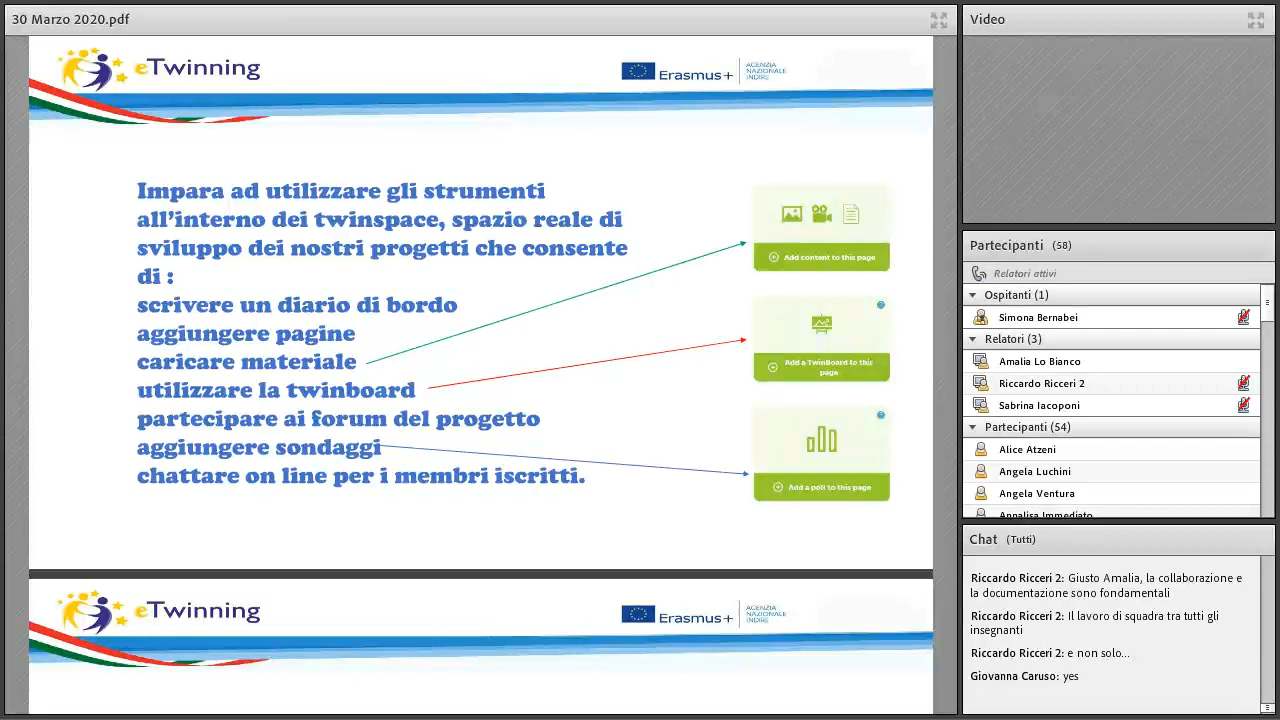 30 Marzo 2020.pdf
eTwinning
Erasmus+
AGENZIA
NAZIONALE
INDIRE
Impara ad utilizzare gli strumenti
all'interno dei twinspace, spazio reale di
sviluppo dei nostri progetti che consente
di :
scrivere un diario di bordo
aggiungere pagine
caricare materiale
utilizzare la twinboard
partecipare ai forum del progetto
aggiungere sondaggi
chattare on line per i membri iscritti.
Add content to this page
Add a TwinBoard to this
page
Add a poll to this page
eTwinning
Erasmus+
AGENZIA
NAZIONALE
INDIRE
Video
Partecipanti (58)
Relatori attivi
Ospitanti (1)
Simona Bernabei
Relatori (3)
Amalia Lo Bianco
Riccardo Ricceri 2
Sabrina Iacoponi
Partecipanti (54)
Alice Atzeni
Angela Luchini
Angela Ventura
Annalisa Immediato
Chat (Tutti)
Riccardo Ricceri 2: Giusto Amalia, la collaborazione e
la documentazione sono fondamentali
Riccardo Ricceri 2: Il lavoro di squadra tra tutti gli
insegnanti
Riccardo Ricceri 2: e non solo...
Giovanna Caruso: yes